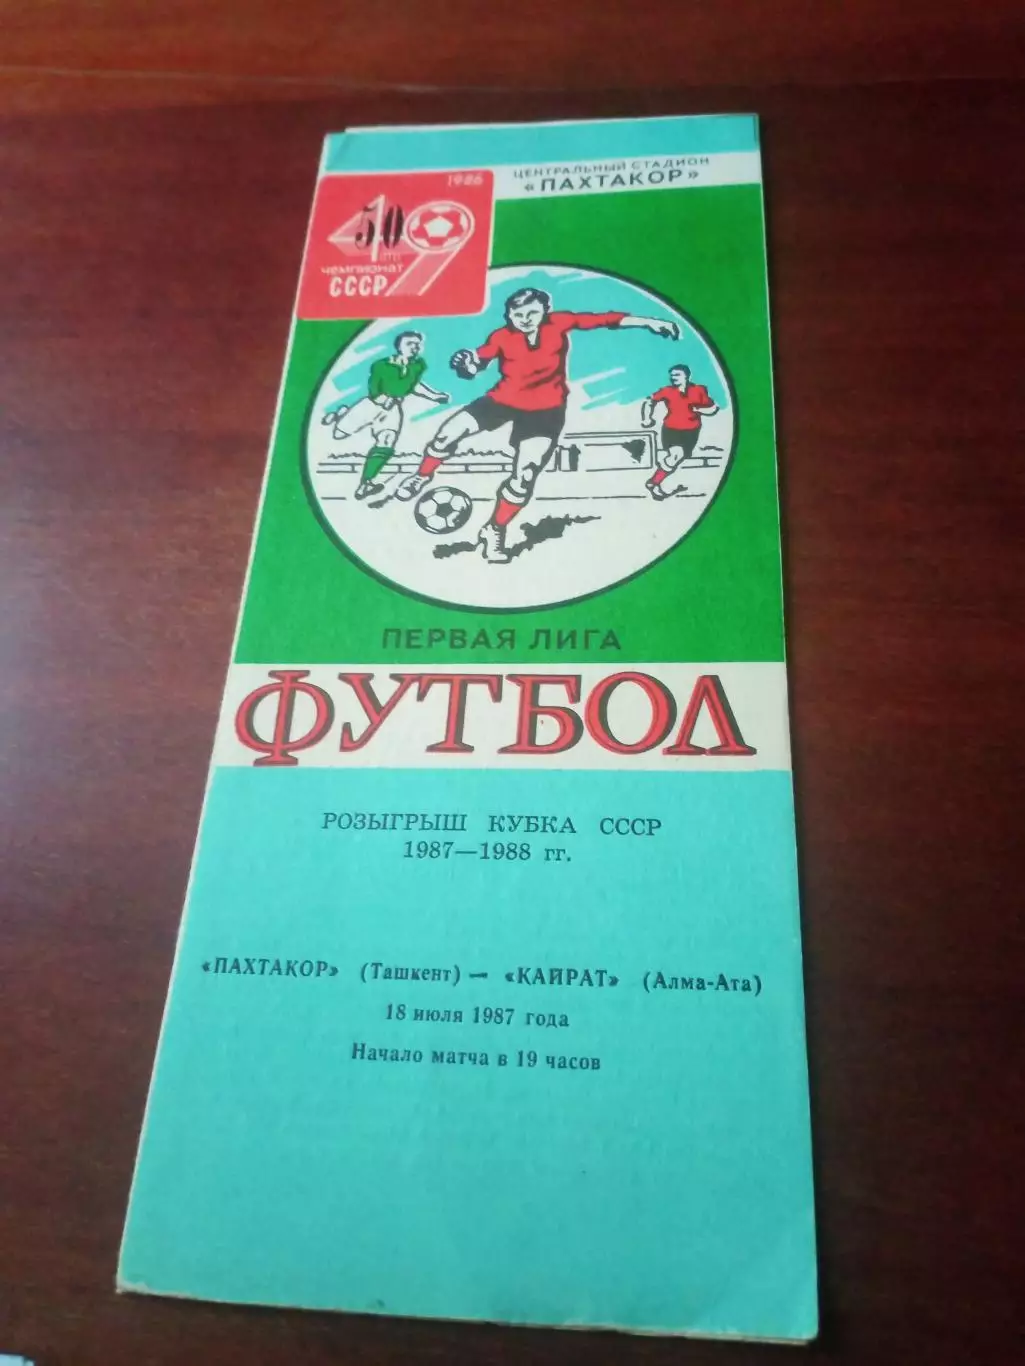 ЦЕНТРАЛЬНЫЙ СТАДИОН
«ПАХТАКОР»
1986
49
50
чемпионат
СССР
ПЕРВАЯ ЛИГА
ФУТБОЛ
РОЗЫГРЫШ КУБКА СССР
1987—1988 гг.
«ПАХТАКОР» (Ташкент) — «КАЙРАТ» (Алма-Ата)
18 июля 1987 года
Начало матча в 19 часов